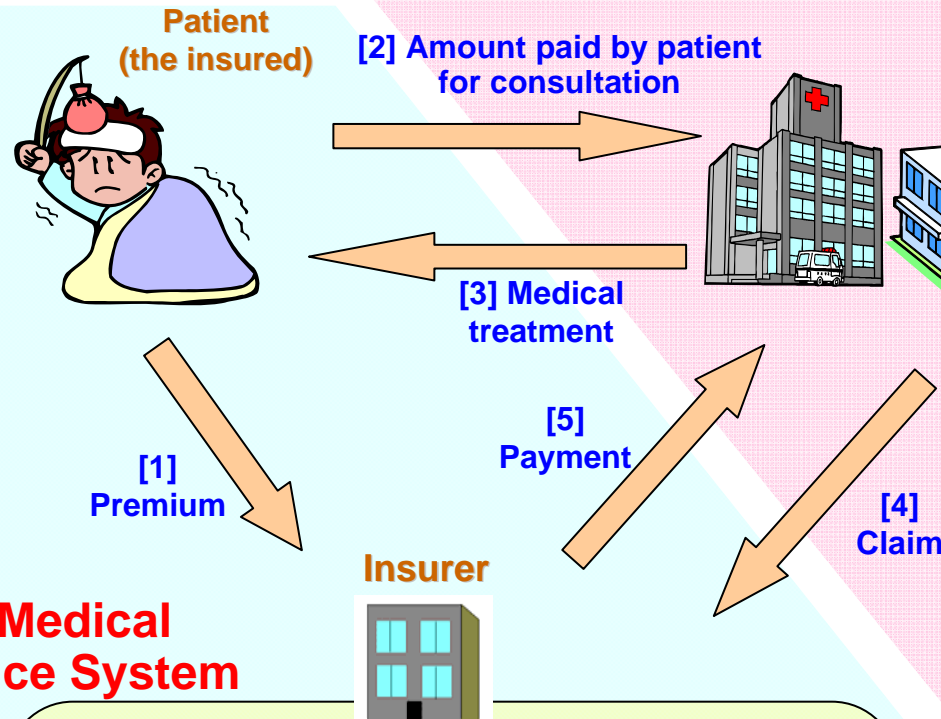 Patient
(the insured)
[2] Amount paid by patient
for consultation
[3] Medical
treatment
[5]
Payment
[1]
Premium
[4]
Claim
Insurer
Medical
ce System